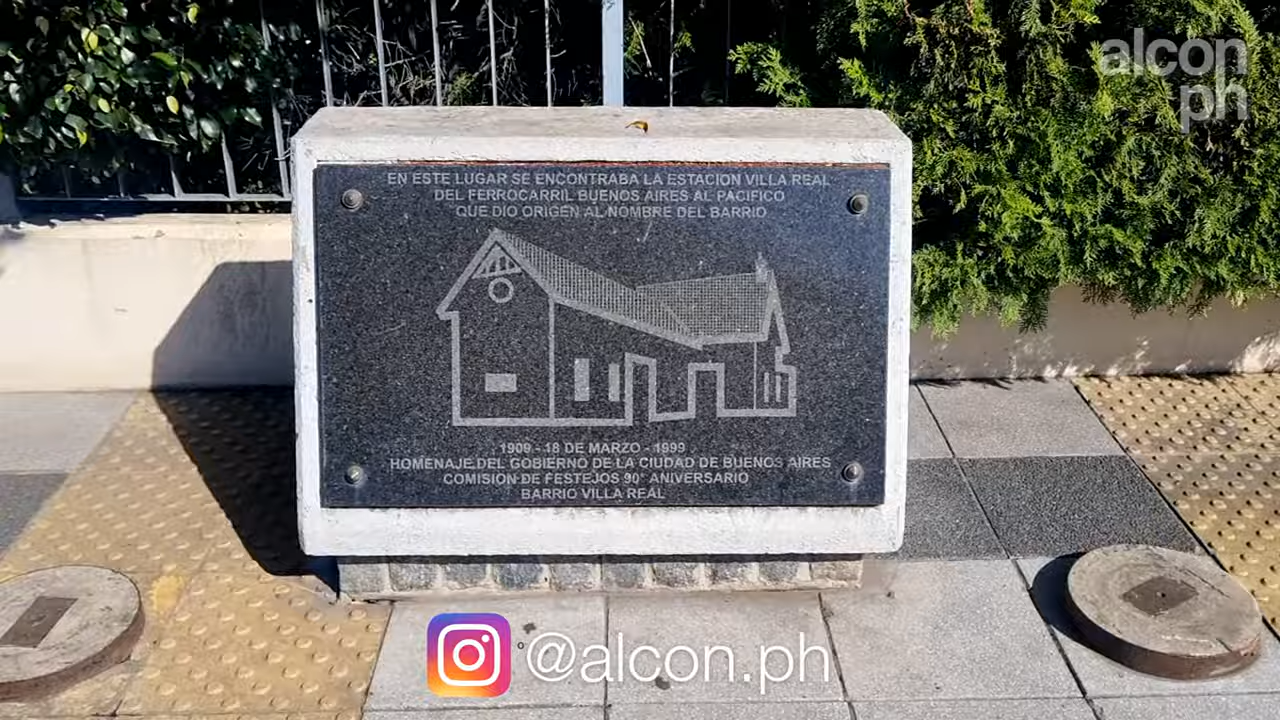 alcon
ph
EN ESTE LUGAR SE ENCONTRABA LA ESTACION VILLA REAL
DEL FERROCARRIL BUENOS AIRES AL PACIFICO
QUE DIO ORIGEN AL NOMBRE DEL BARRIO
1909 - 18 DE MARZO - 1999
HOMENAJE DEL GOBIERNO DE LA CIUDAD DE BUENOS AIRES
COMISION DE FESTEJOS 90° ANIVERSARIO
BARRIO VILLA REAL
@alcon.ph